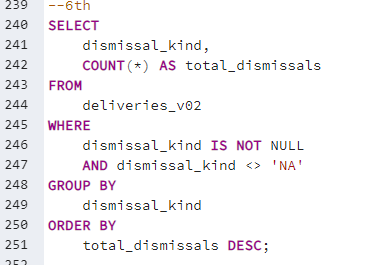 239 --6th
240 SELECT
241     dismissal_kind,
242     COUNT(*) AS total_dismissals
243 FROM
244     deliveries_v02
245 WHERE
246     dismissal_kind IS NOT NULL
247     AND dismissal_kind <> 'NA'
248 GROUP BY
249     dismissal_kind
250 ORDER BY
251     total_dismissals DESC;
252